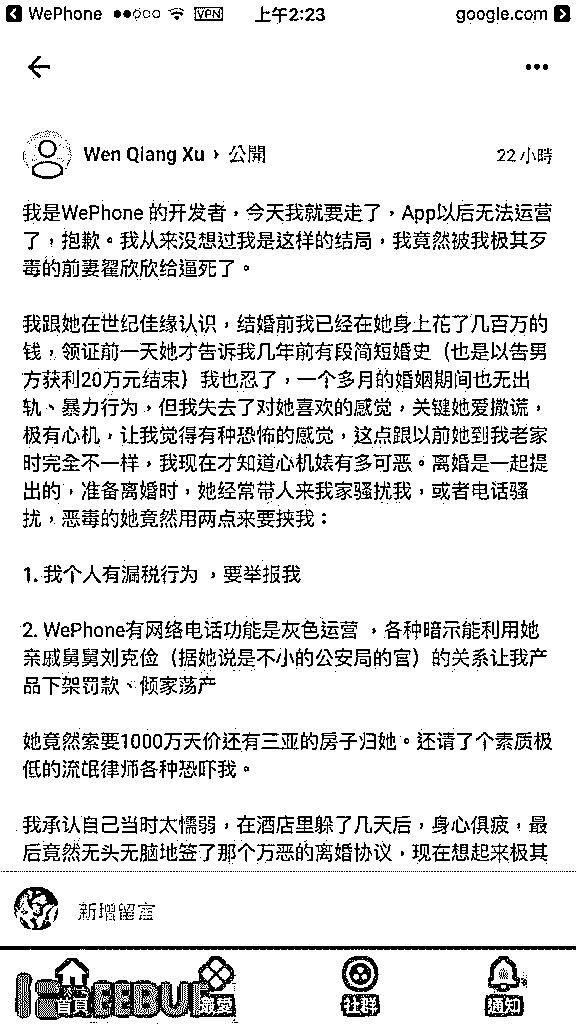 WePhone VPN 上午2:23 google.com
Wen Qiang Xu › 公開 22 小時
我是WePhone 的开发者，今天我就要走了，App以后无法运营
了，抱歉。我从来没想过我是这样的结局，我竟然被我极其歹
毒的前妻翟欣欣给逼死了。
我跟她在世纪佳缘认识，结婚前我已经在她身上花了几百万的
钱，领证前一天她才告诉我几年前有段简短婚史（也是以告男
方获利20万元结束）我也忍了，一个多月的婚姻期间也无出
轨、暴力行为，但我失去了对她喜欢的感觉，关键她爱撒谎，
极有心机，让我觉得有种恐怖的感觉，这点跟以前她到我老家
时完全不一样，我现在才知道心机婊有多可恶。离婚是一起提
出的，准备离婚时，她经常带人来我家骚扰我，或者电话骚
扰，恶毒的她竟然用两点来要挟我：
1. 我个人有漏税行为 ，要举报我
2. WePhone有网络电话功能是灰色运营 ，各种暗示能利用她
亲戚舅舅刘克俭（据她说是不小的公安局的官）的关系让我产
品下架罚款、倾家荡产
她竟然索要1000万天价还有三亚的房子归她。还请了个素质极
低的流氓律师各种恐吓我。
我承认自己当时太懦弱，在酒店里躲了几天后，身心俱疲，最
后竟然无头无脑地签了那个万恶的离婚协议，现在想起来极其
新增留言
首頁 社群 通知